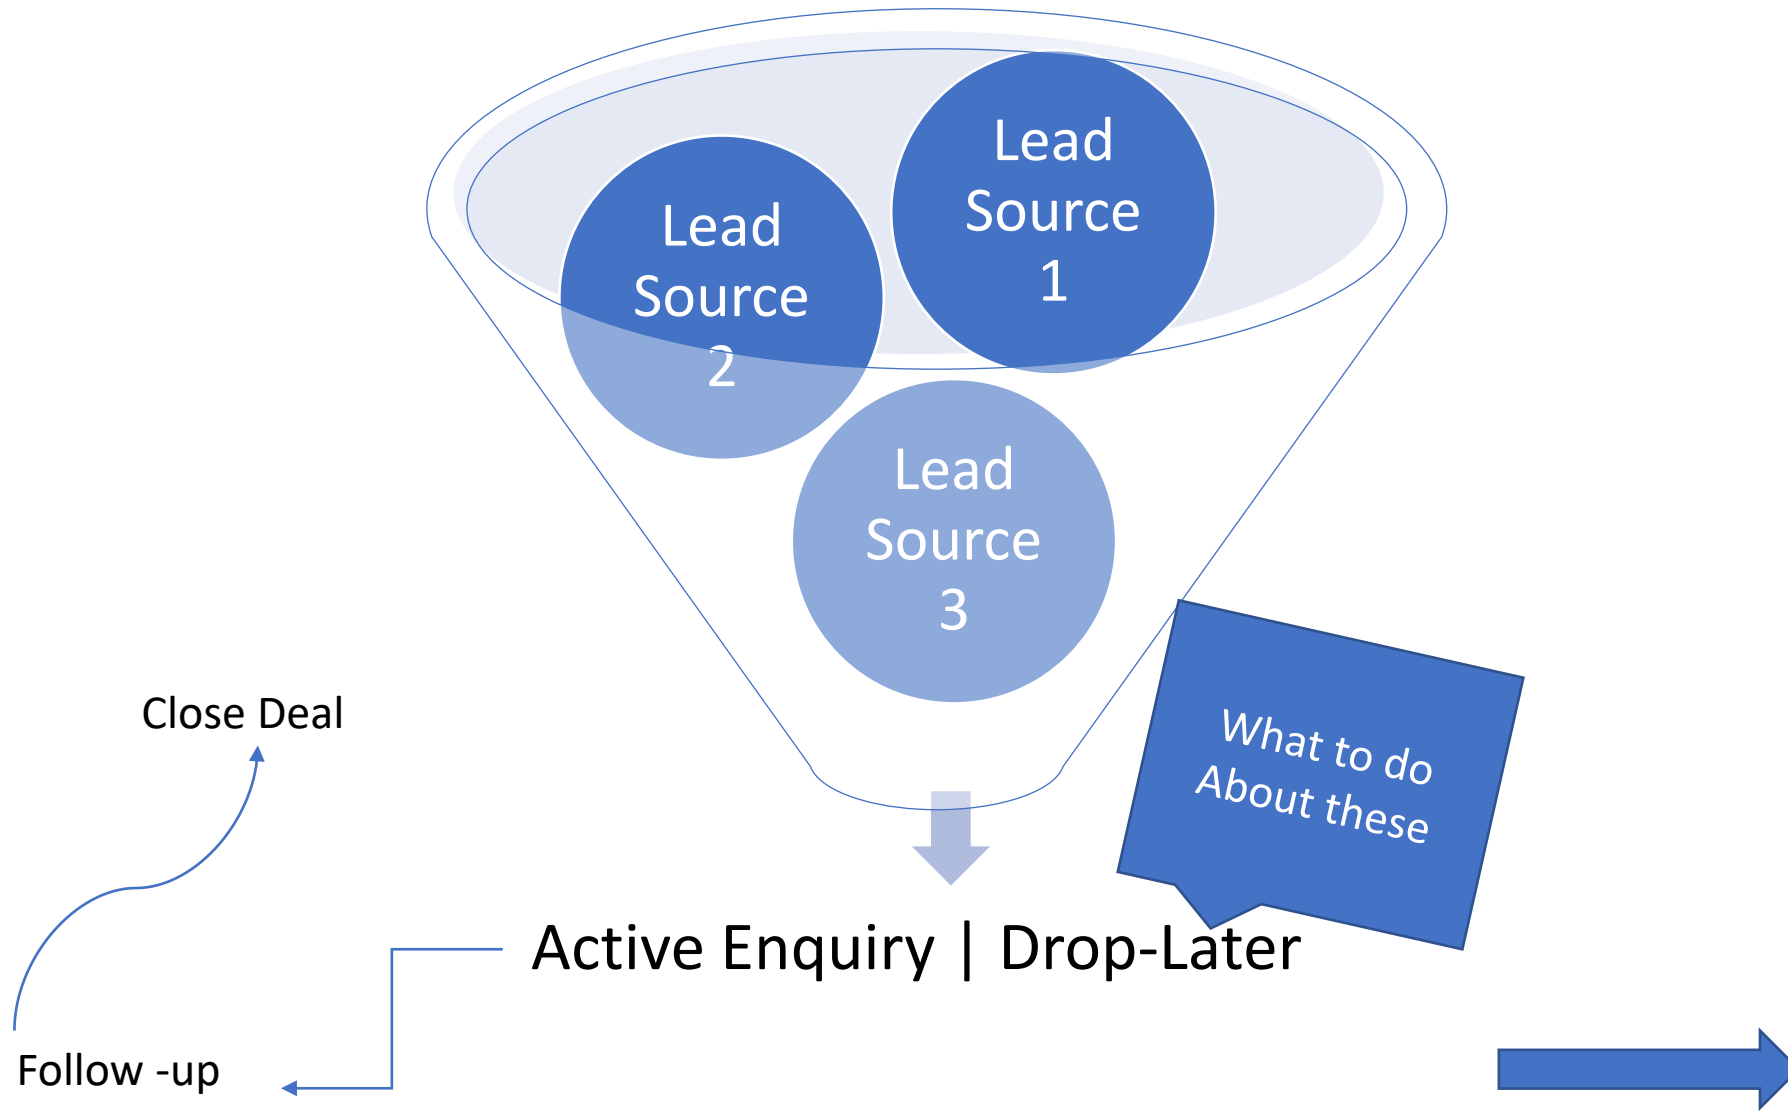 Lead
Source
1
Lead
Source
2
Lead
Source
3
Close Deal
What to do
About these
Active Enquiry | Drop-Later
Follow -up